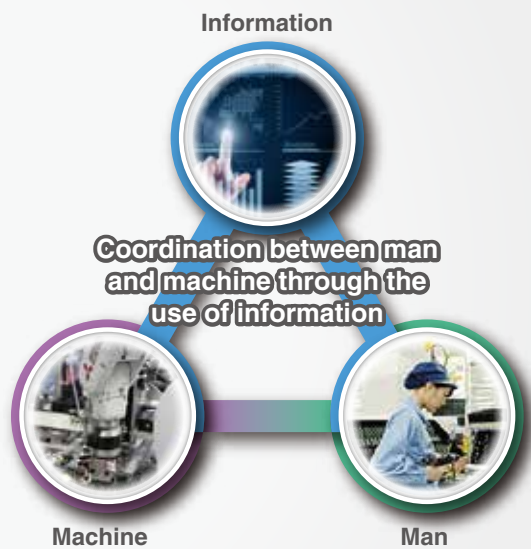 Information
Coordination between man
and machine through the
use of information
Machine
Man